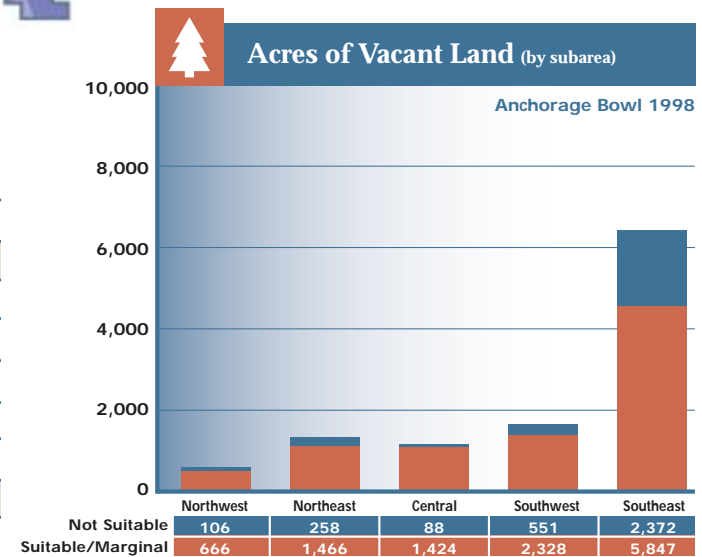 Acres of Vacant Land (by subarea)
Anchorage Bowl 1998
10,000
8,000
6,000
4,000
2,000
0
Northwest Northeast Central Southwest Southeast
Not Suitable 106 258 88 551 2,372
Suitable/Marginal 666 1,466 1,424 2,328 5,847